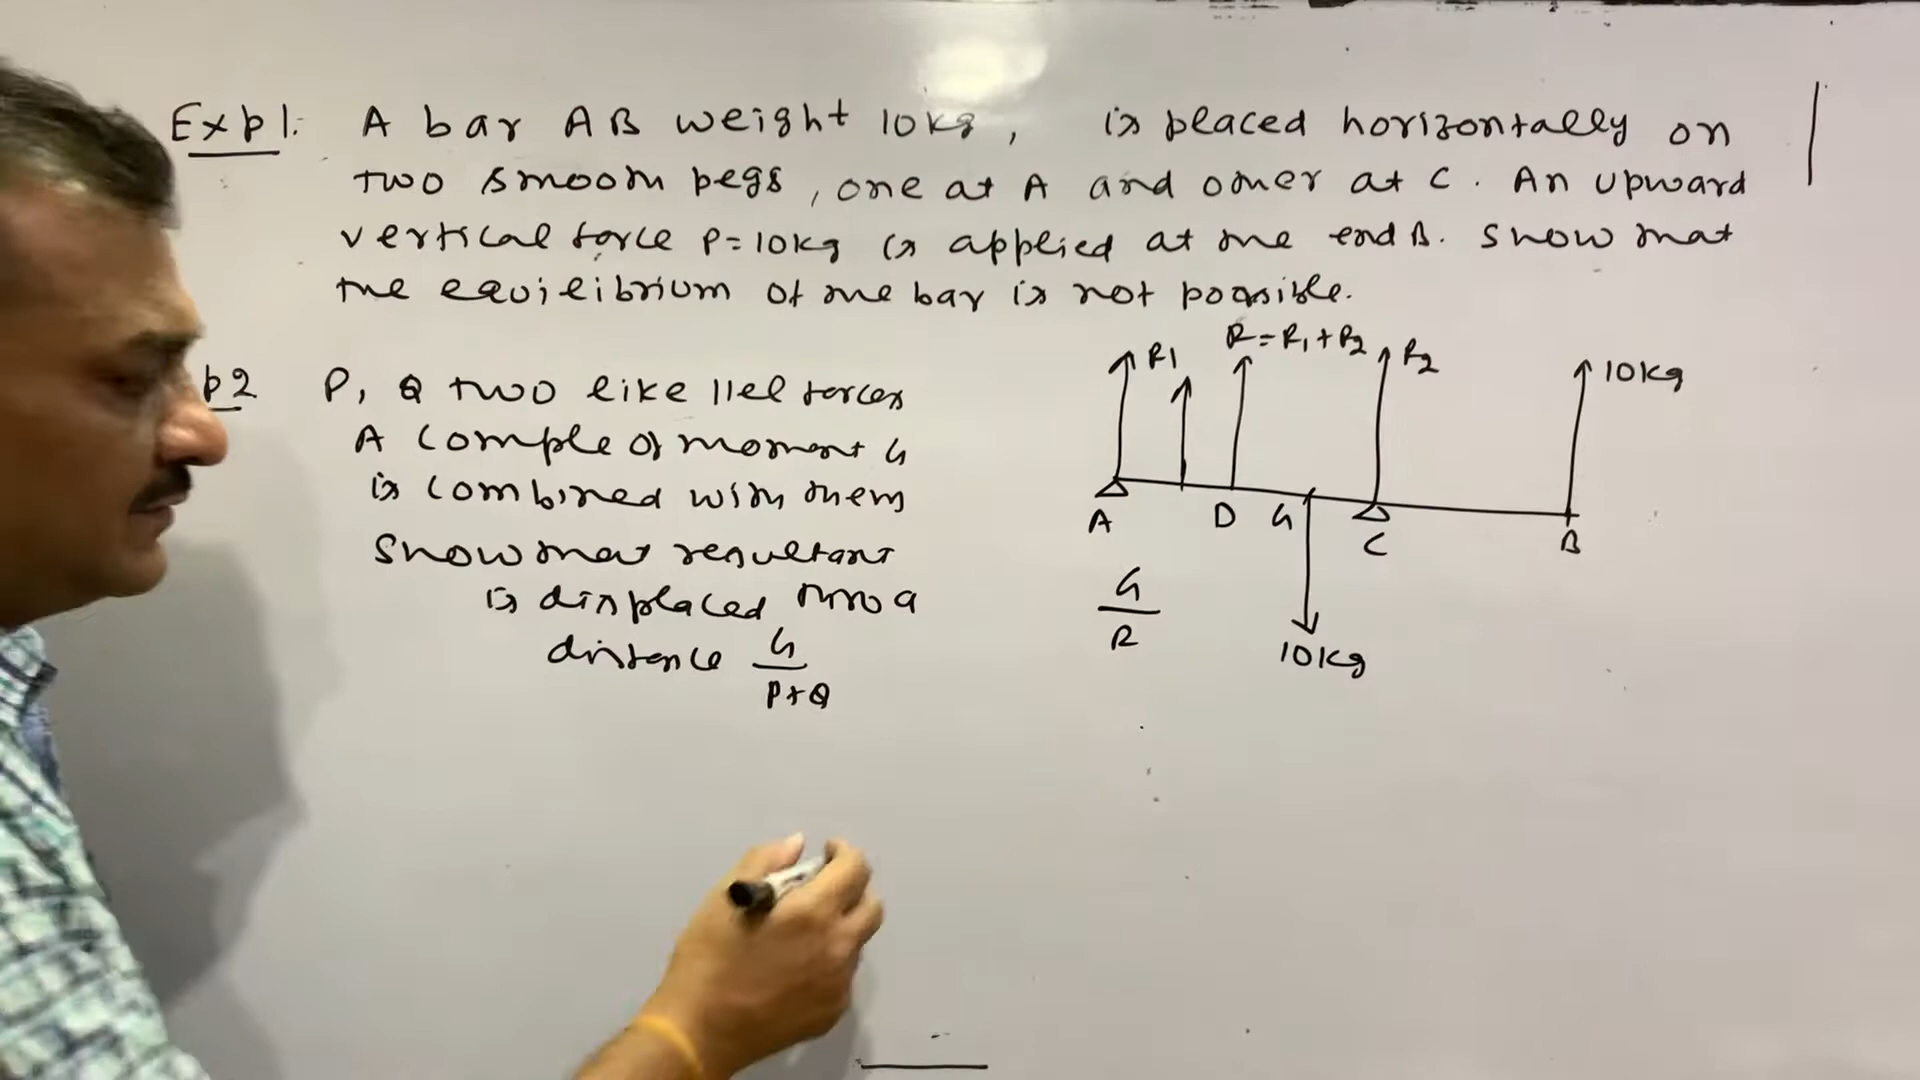 Exp 1. A bar AB weight 10kg, is placed horizontally on
two smooth pegs, one at A and other at C. An upward
vertical force P=10kg is applied at the end B. Show that
the equilibrium of the bar is not possible.
p2 P, Q two like llel forces
A couple of moment G
is combined with them
Show that resultant
is displaced thro a
distance G
P+Q
R1
R=R1+R2
R2
10kg
A
D
G
C
B
10kg
G
R